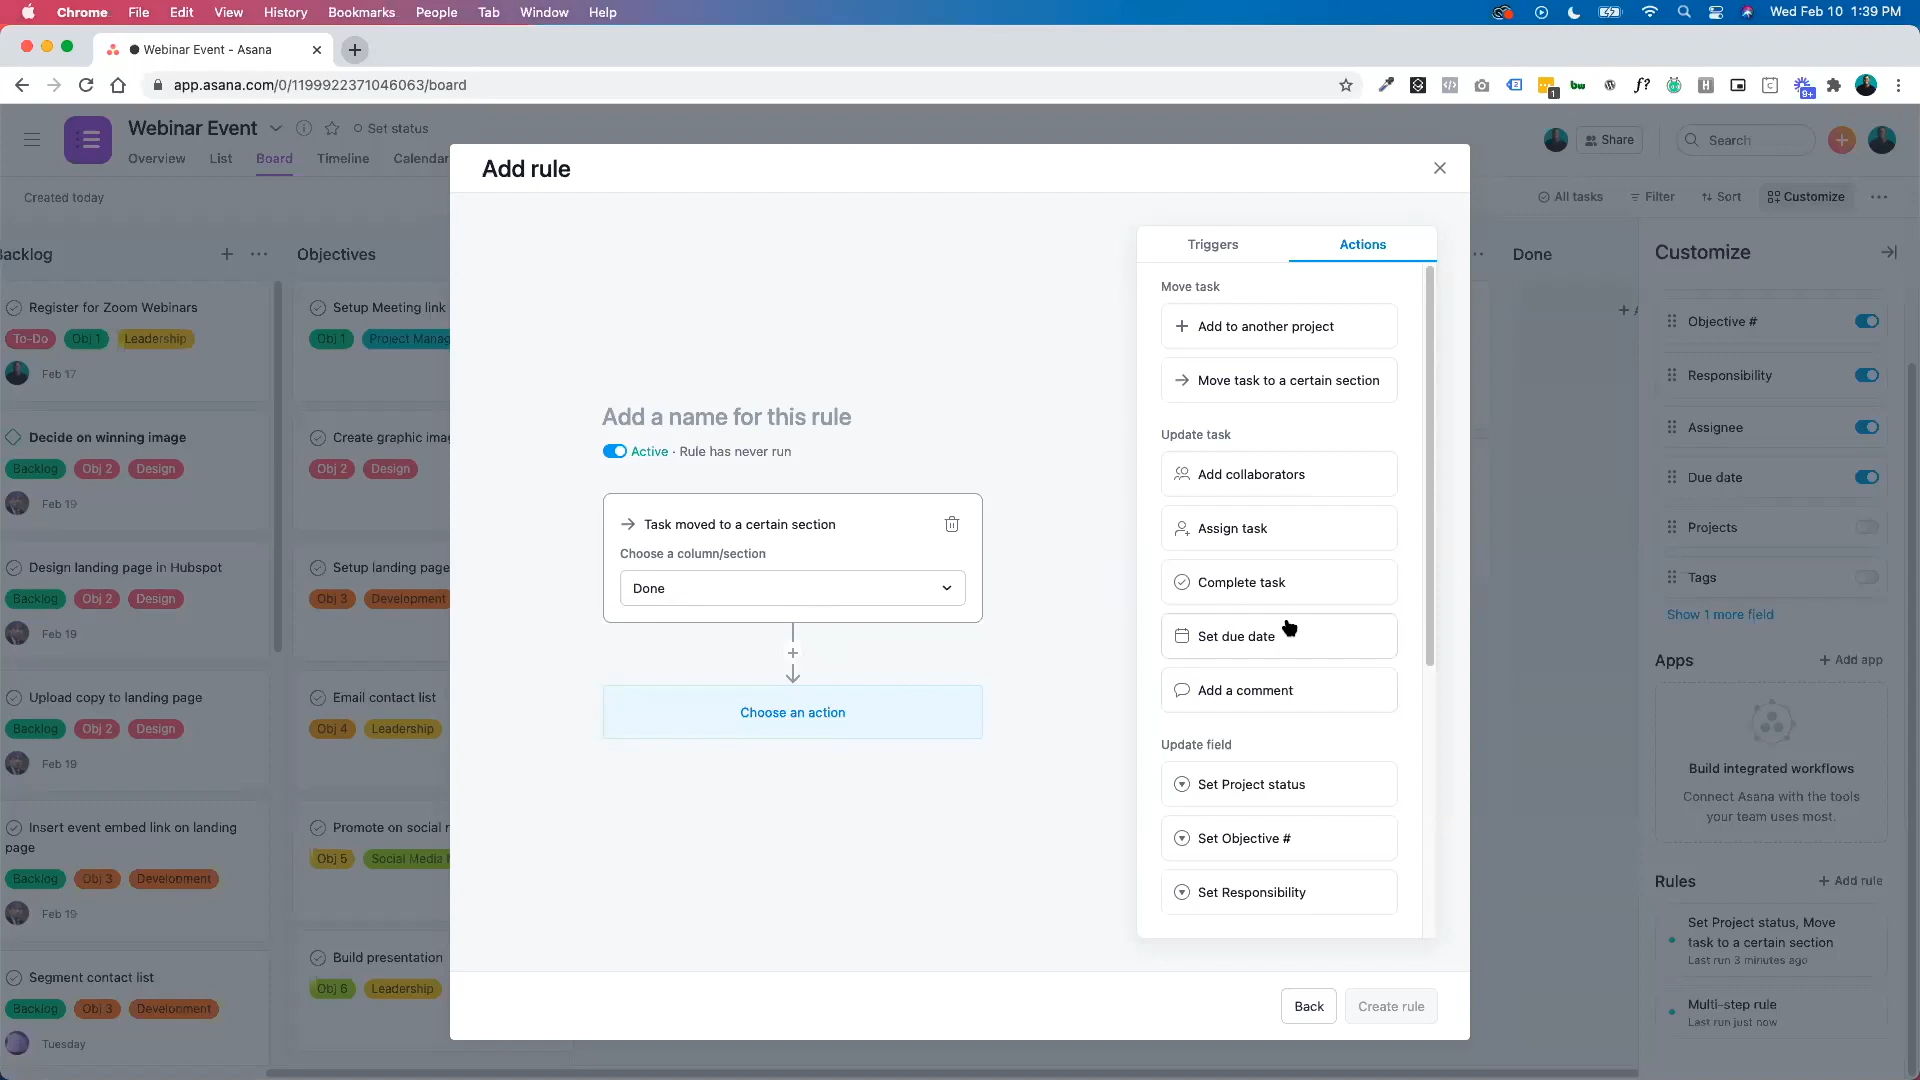 Chrome File Edit View History Bookmarks People Tab Window Help
Wed Feb 10 1:39 PM
Webinar Event - Asana
app.asana.com/0/1199922371046063/board
bw
f?
1
9+
Webinar Event
Set status
Overview List Board Timeline Calendar
Share
Search
Created today
All tasks Filter Sort Customize
Backlog
Register for Zoom Webinars
To-Do Obj 1 Leadership
Feb 17
Decide on winning image
Backlog Obj 2 Design
Feb 19
Design landing page in Hubspot
Backlog Obj 2 Design
Feb 19
Upload copy to landing page
Backlog Obj 2 Design
Feb 19
Insert event embed link on landing
page
Backlog Obj 3 Development
Feb 19
Segment contact list
Backlog Obj 3 Development
Tuesday
Objectives
Setup Meeting link
Obj 1 Project Manag
Create graphic ima
Obj 2 Design
Setup landing page
Obj 3 Development
Email contact list
Obj 4 Leadership
Promote on social
Obj 5 Social Media
Build presentation
Obj 6 Leadership
Add rule
Add a name for this rule
Active · Rule has never run
Task moved to a certain section
Choose a column/section
Done
Choose an action
Triggers Actions
Move task
Add to another project
Move task to a certain section
Update task
Add collaborators
Assign task
Complete task
Set due date
Add a comment
Update field
Set Project status
Set Objective #
Set Responsibility
Back Create rule
Done
+ A
Customize
Objective #
Responsibility
Assignee
Due date
Projects
Tags
Show 1 more field
Apps + Add app
Build integrated workflows
Connect Asana with the tools
your team uses most.
Rules + Add rule
Set Project status, Move
task to a certain section
Last run 3 minutes ago
Multi-step rule
Last run just now